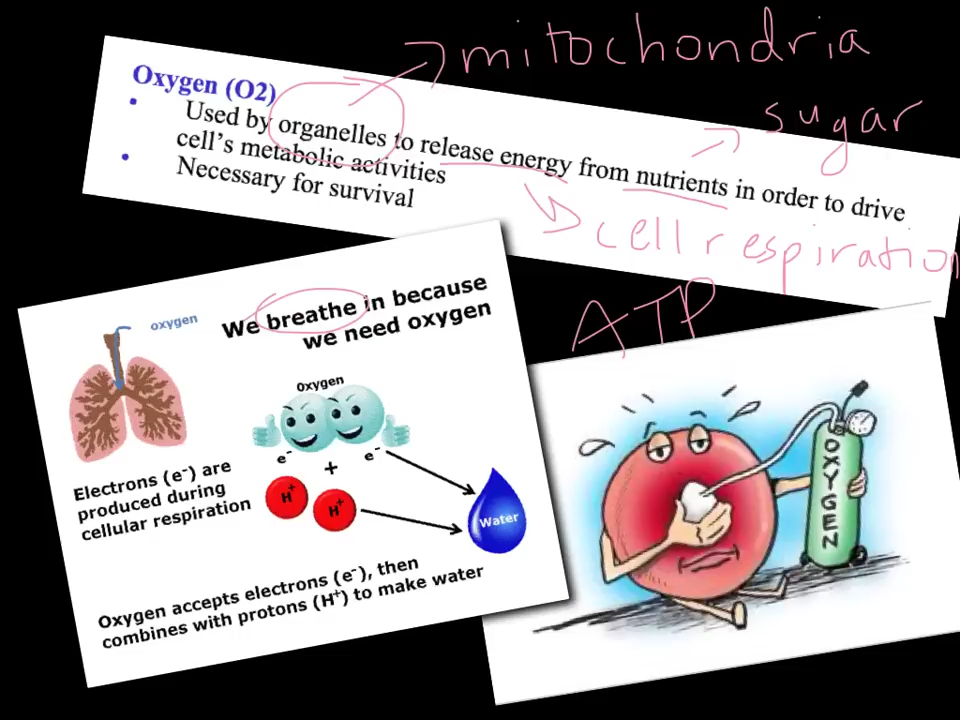 mitochondria
sugar
Oxygen (O2)
• Used by organelles to release energy from nutrients in order to drive
cell's metabolic activities
• Necessary for survival
cell respiration
ATP
We breathe in because
we need oxygen
oxygen
Oxygen
e⁻ e⁻
+
H⁺ H⁺
Water
Electrons (e⁻) are
produced during
cellular respiration
Oxygen accepts electrons (e⁻), then
combines with protons (H⁺) to make water
OXYGEN